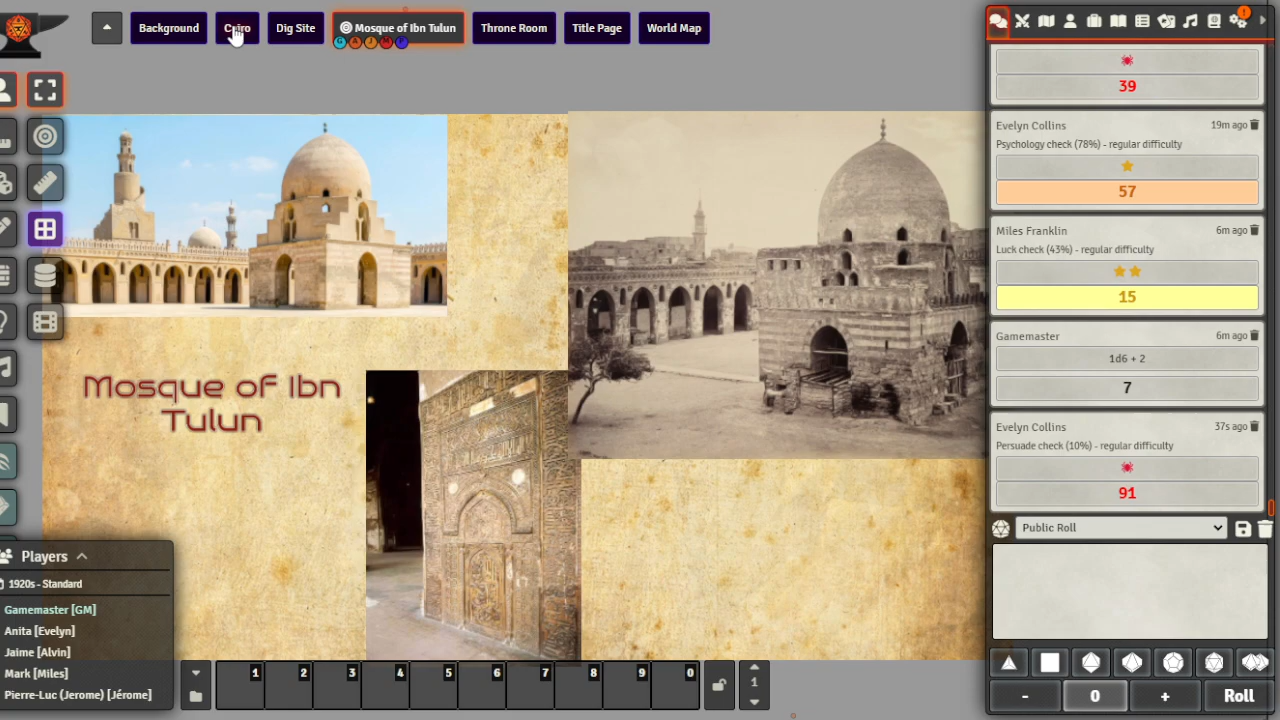 Background
Cairo
Dig Site
Mosque of Ibn Tulun
Throne Room
Title Page
World Map
G
A
J
M
P
Mosque of Ibn
Tulun
Players
1920s - Standard
Gamemaster [GM]
Anita [Evelyn]
Jaime [Alvin]
Mark [Miles]
Pierre-Luc (Jerome) [Jérôme]
1 2 3 4 5 6 7 8 9 0
1
39
Evelyn Collins 19m ago
Psychology check (78%) - regular difficulty
57
Miles Franklin 6m ago
Luck check (43%) - regular difficulty
15
Gamemaster 6m ago
1d6 + 2
7
Evelyn Collins 37s ago
Persuade check (10%) - regular difficulty
91
Public Roll
- 0 + Roll